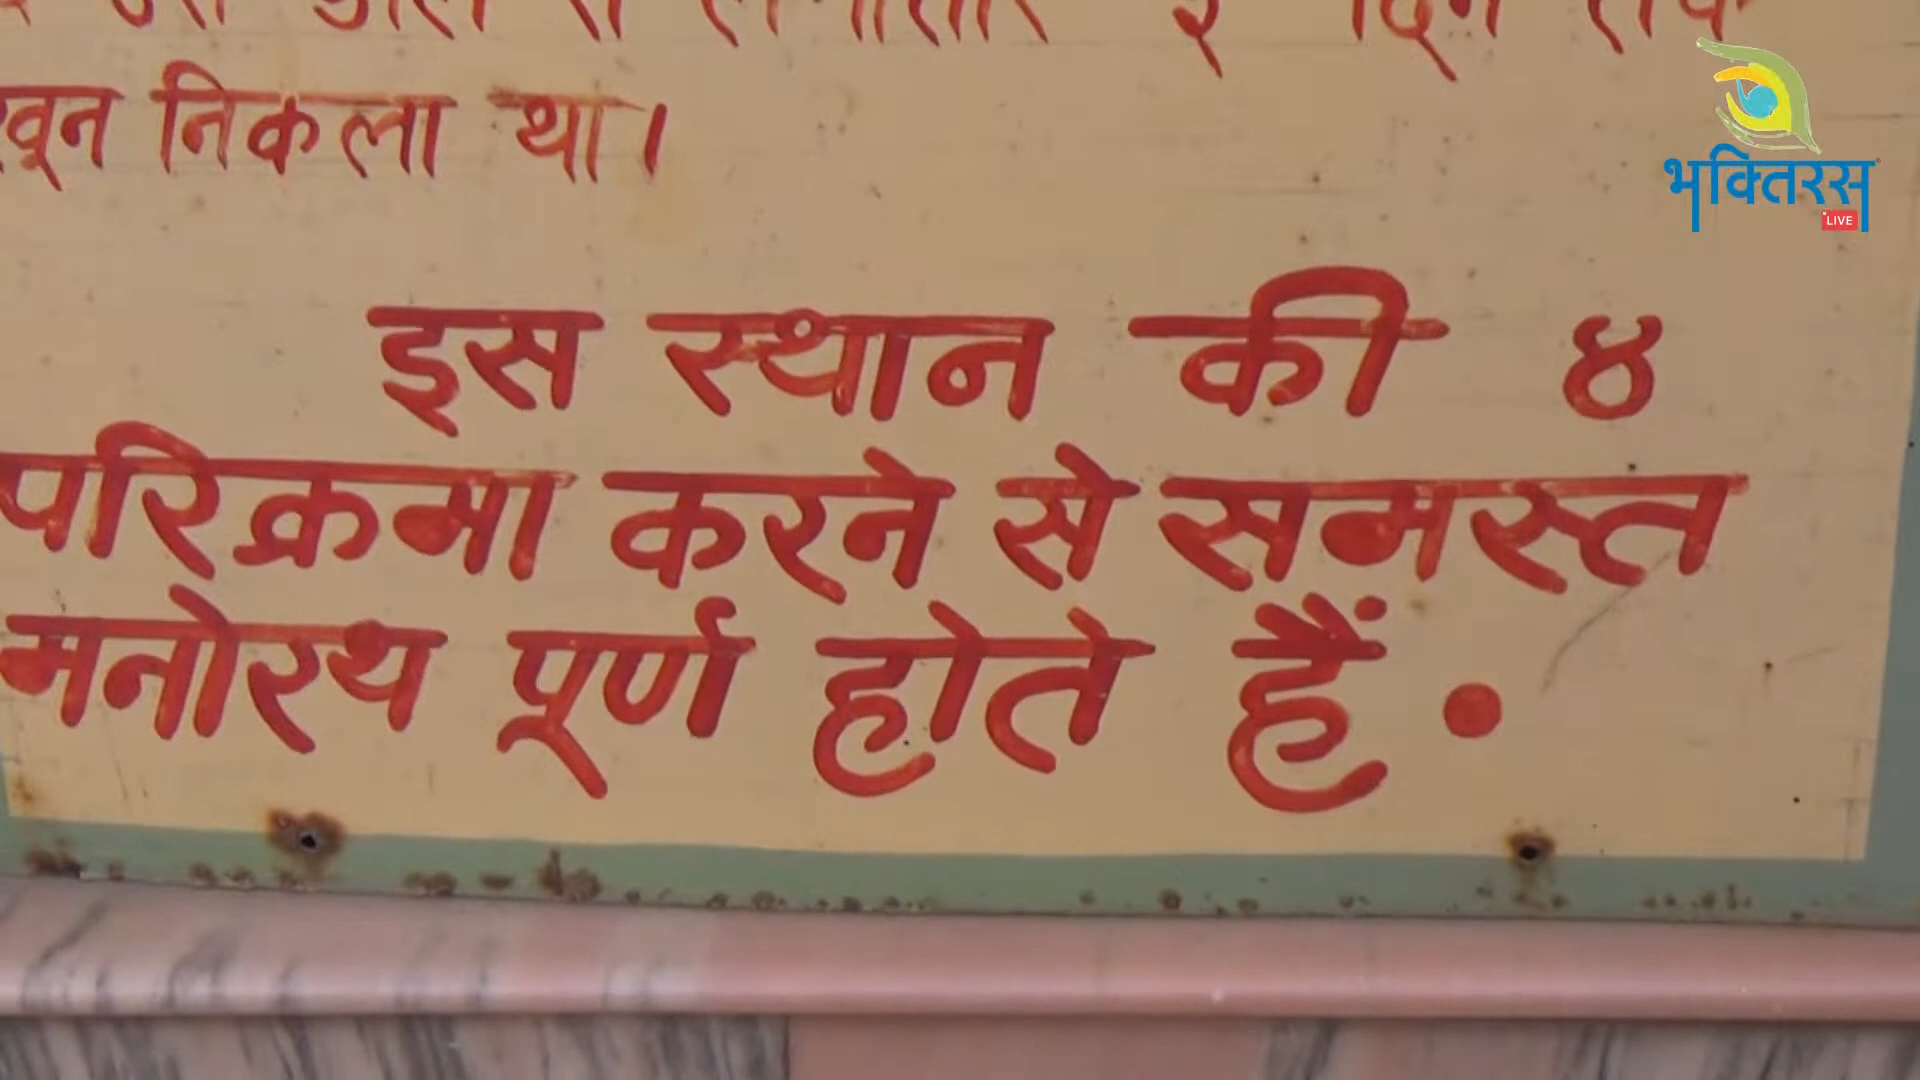 खून निकला था।
इस स्थान की ४
परिक्रमा करने से समस्त
मनोरथ पूर्ण होते हैं.
भक्तिरस
LIVE